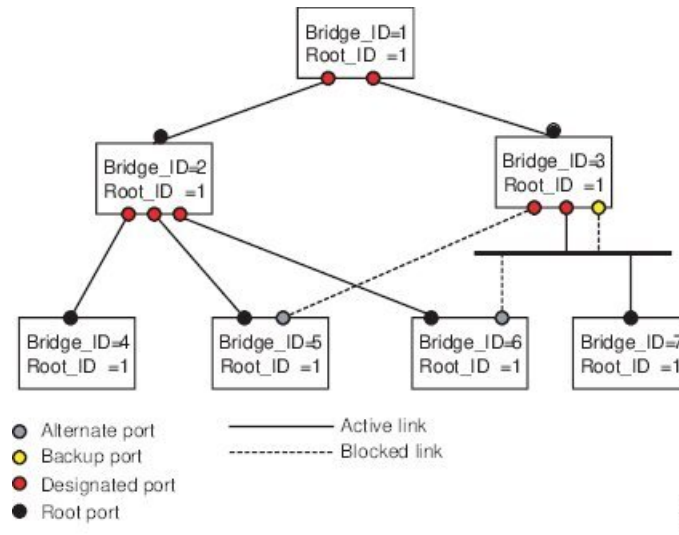 Bridge_ID=1
Root_ID =1
Bridge_ID=2
Root_ID =1
Bridge_ID=3
Root_ID =1
Bridge_ID=4
Root_ID =1
Bridge_ID=5
Root_ID =1
Bridge_ID=6
Root_ID =1
Bridge_ID=7
Root_ID =1
Alternate port
Backup port
Designated port
Root port
Active link
Blocked link